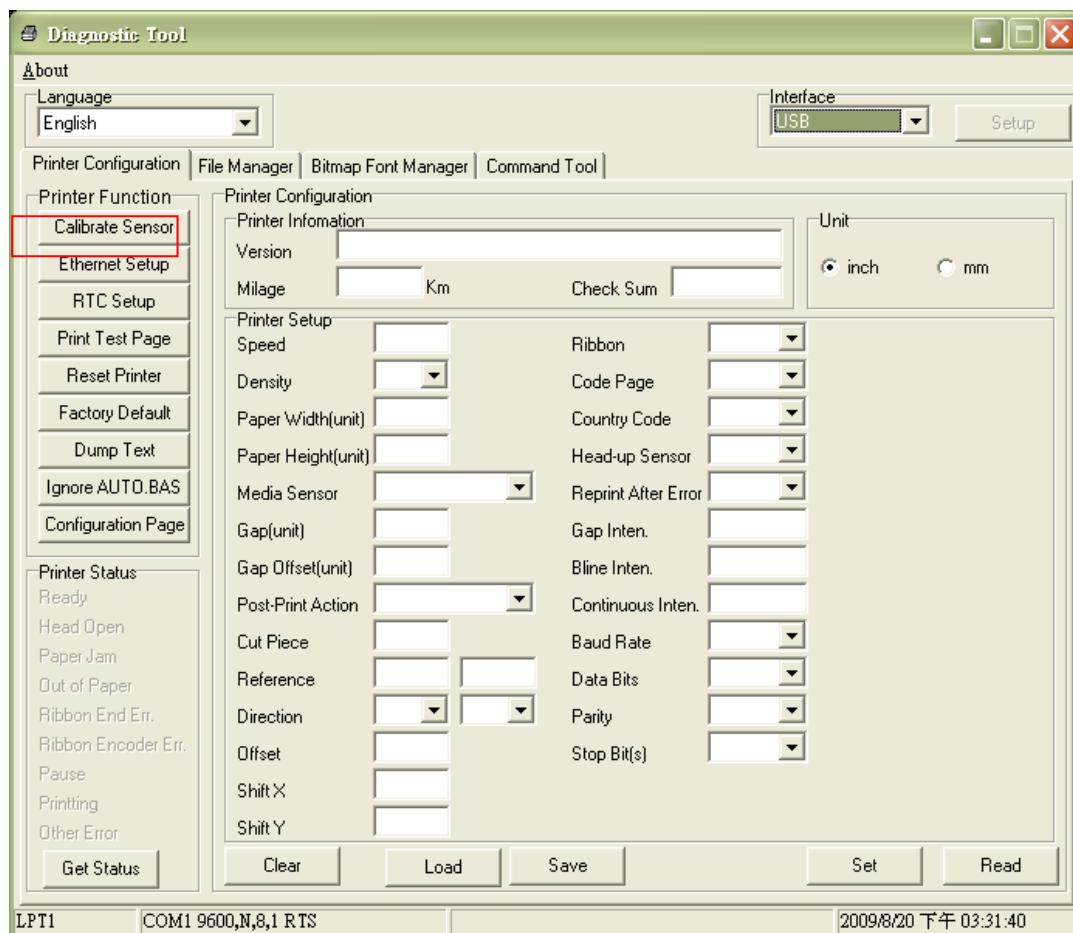 Diagnostic Tool
About
Language
English
Interface
USB
Setup
Printer Configuration
File Manager
Bitmap Font Manager
Command Tool
Printer Function
Calibrate Sensor
Ethernet Setup
RTC Setup
Print Test Page
Reset Printer
Factory Default
Dump Text
Ignore AUTO.BAS
Configuration Page
Printer Status
Ready
Head Open
Paper Jam
Out of Paper
Ribbon End Err.
Ribbon Encoder Err.
Pause
Printting
Other Error
Get Status
Printer Configuration
Printer Infomation
Version
Milage
Km
Check Sum
Unit
inch
mm
Printer Setup
Speed
Density
Paper Width(unit)
Paper Height(unit)
Media Sensor
Gap(unit)
Gap Offset(unit)
Post-Print Action
Cut Piece
Reference
Direction
Offset
Shift X
Shift Y
Ribbon
Code Page
Country Code
Head-up Sensor
Reprint After Error
Gap Inten.
Bline Inten.
Continuous Inten.
Baud Rate
Data Bits
Parity
Stop Bit(s)
Clear
Load
Save
Set
Read
LPT1
COM1 9600,N,8,1 RTS
2009/8/20 下午 03:31:40